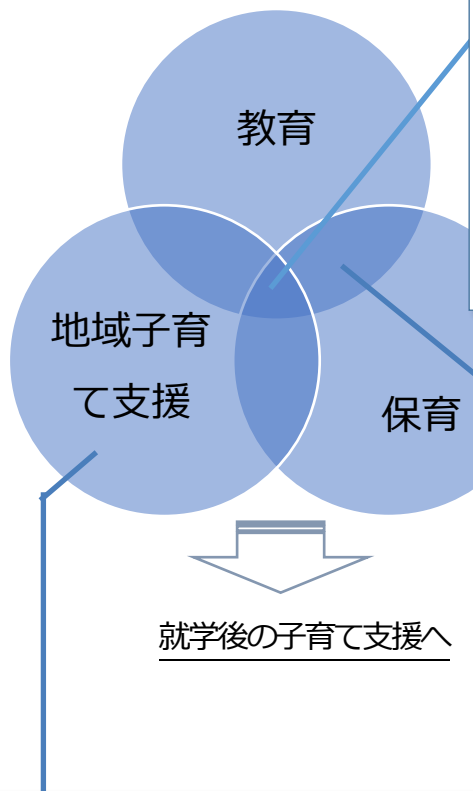 教育
地域子育
て支援
保育
就学後の子育て支援へ